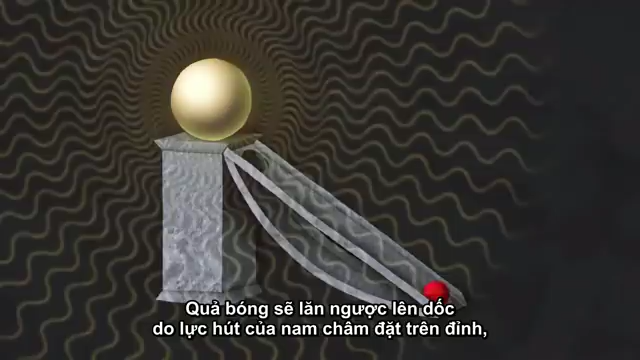 Quả bóng sẽ lăn ngược lên dốc
do lực hút của nam châm đặt trên đỉnh,